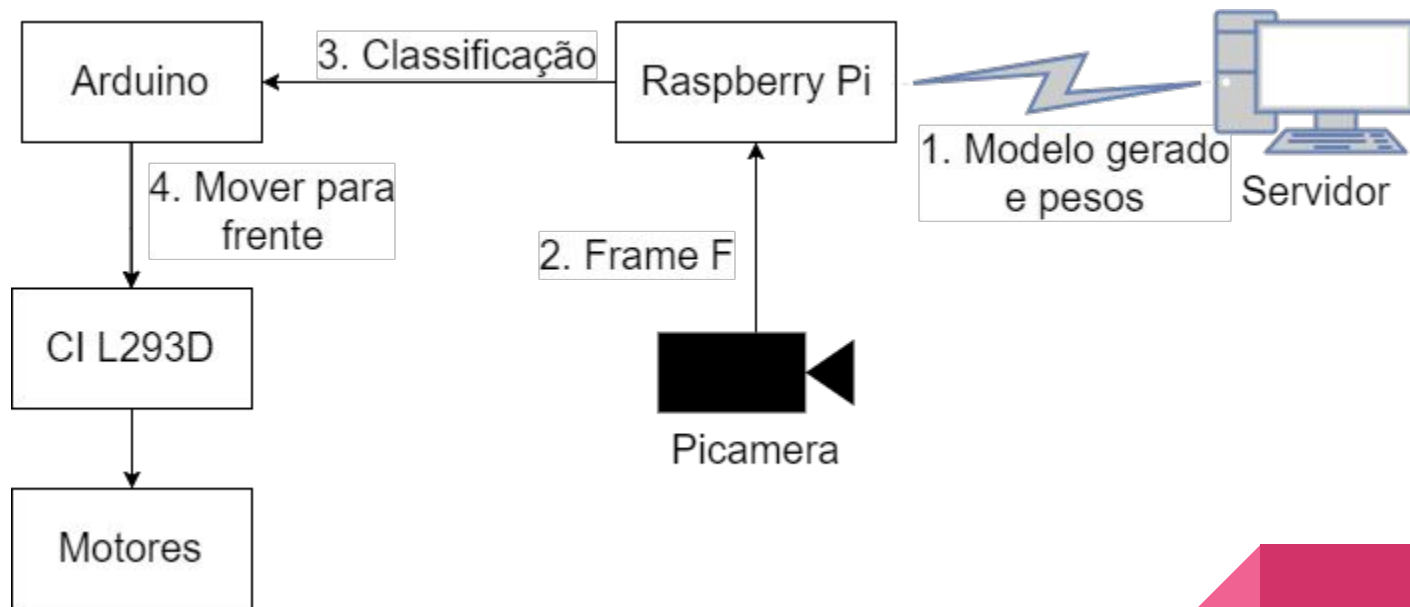 Arduino
3. Classificação
Raspberry Pi
1. Modelo gerado
e pesos
Servidor
4. Mover para
frente
2. Frame F
CI L293D
Picamera
Motores